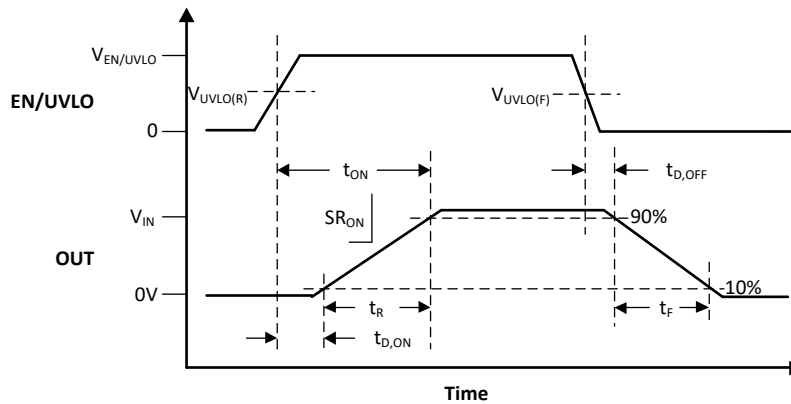 V_EN/UVLO
EN/UVLO
V_UVLO(R)
V_UVLO(F)
0
t_ON
t_D,OFF
SR_ON
V_IN
90%
OUT
0V
10%
t_R
t_F
t_D,ON
Time